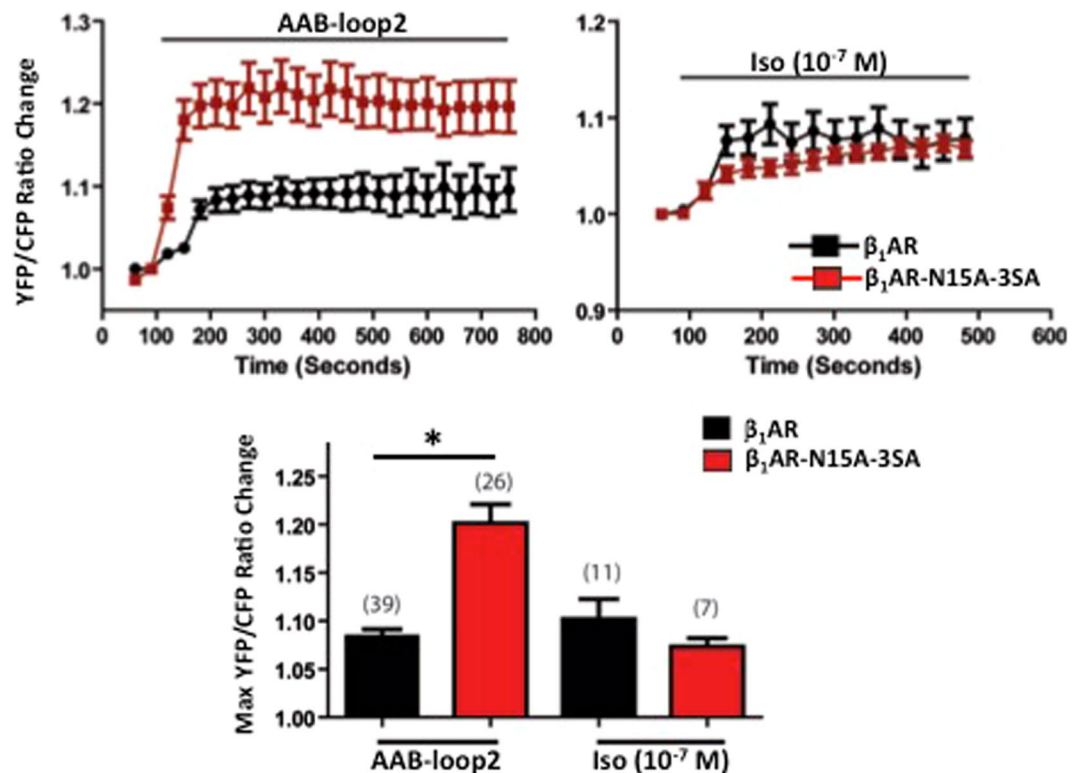 AAB-loop2
YFP/CFP Ratio Change
1.3
1.2
1.1
1.0
0 100 200 300 400 500 600 700 800
Time (Seconds)
Iso (10⁻⁷ M)
1.2
1.1
1.0
0.9
β₁AR
β₁AR-N15A-3SA
0 100 200 300 400 500 600
Time (Seconds)
β₁AR
β₁AR-N15A-3SA
Max YFP/CFP Ratio Change
1.25
1.20
1.15
1.10
1.05
1.00
*
(39)
(26)
(11)
(7)
AAB-loop2
Iso (10⁻⁷ M)